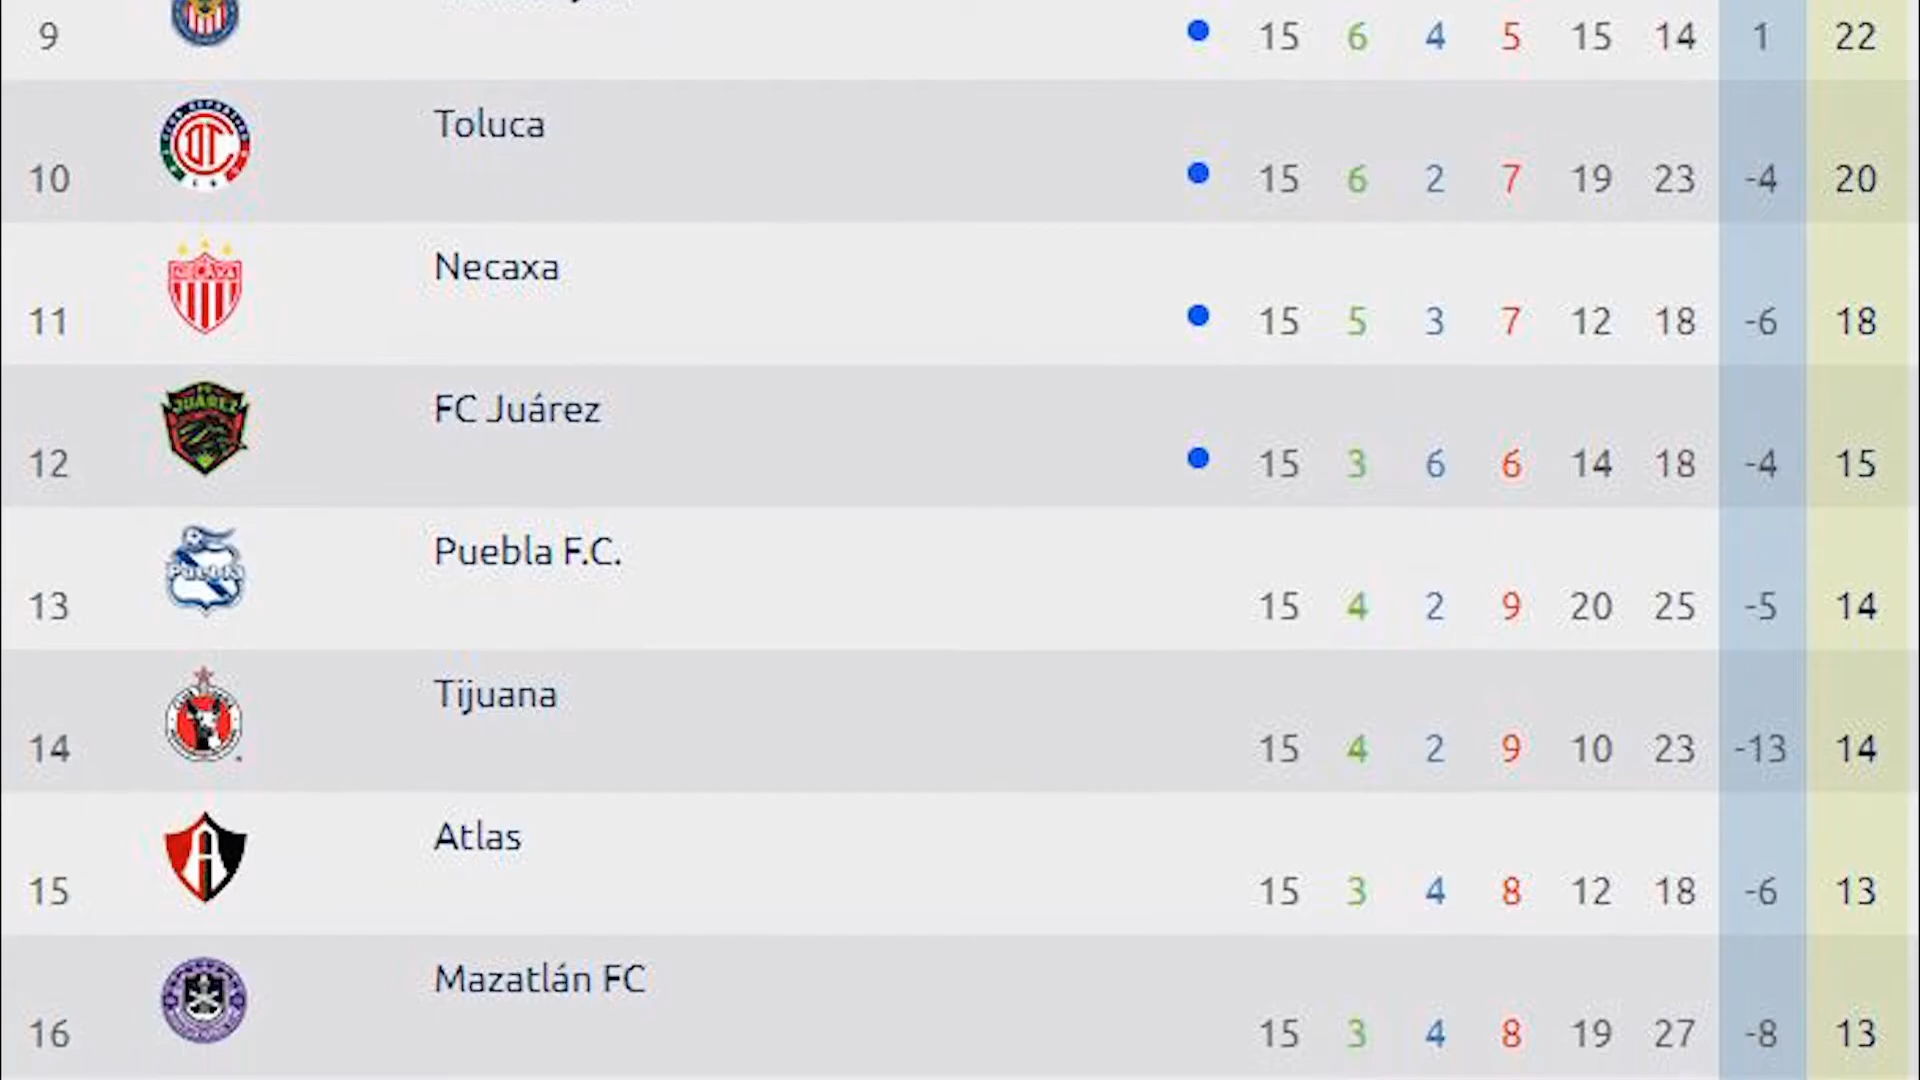 9 15 6 4 5 15 14 1 22
Toluca
10 15 6 2 7 19 23 -4 20
NECAXA
Necaxa
11 15 5 3 7 12 18 -6 18
JUÁREZ
FC Juárez
12 15 3 6 6 14 18 -4 15
Puebla
Puebla F.C.
13 15 4 2 9 20 25 -5 14
Tijuana
14 15 4 2 9 10 23 -13 14
Atlas
15 15 3 4 8 12 18 -6 13
Mazatlán FC
16 15 3 4 8 19 27 -8 13